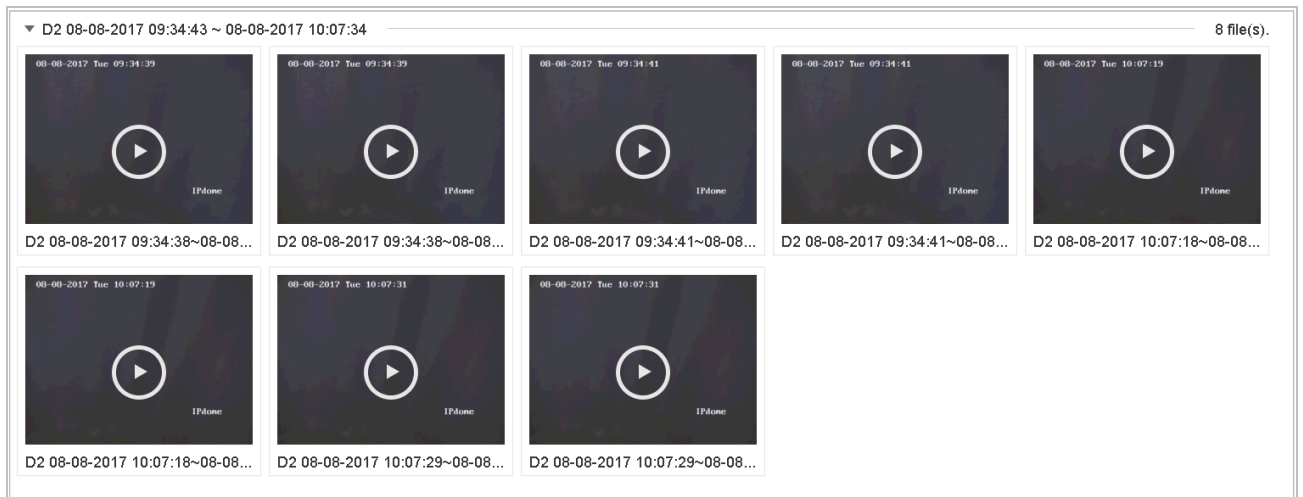 D2 08-08-2017 09:34:43 ~ 08-08-2017 10:07:34 8 file(s).
08-08-2017 Tue 09:34:39
IPdome
D2 08-08-2017 09:34:38~08-08...
08-08-2017 Tue 09:34:39
IPdome
D2 08-08-2017 09:34:38~08-08...
08-08-2017 Tue 09:34:41
IPdome
D2 08-08-2017 09:34:41~08-08...
08-08-2017 Tue 09:34:41
IPdome
D2 08-08-2017 09:34:41~08-08...
08-08-2017 Tue 10:07:19
IPdome
D2 08-08-2017 10:07:18~08-08...
08-08-2017 Tue 10:07:19
IPdome
D2 08-08-2017 10:07:18~08-08...
08-08-2017 Tue 10:07:31
IPdome
D2 08-08-2017 10:07:29~08-08...
08-08-2017 Tue 10:07:31
IPdome
D2 08-08-2017 10:07:29~08-08...